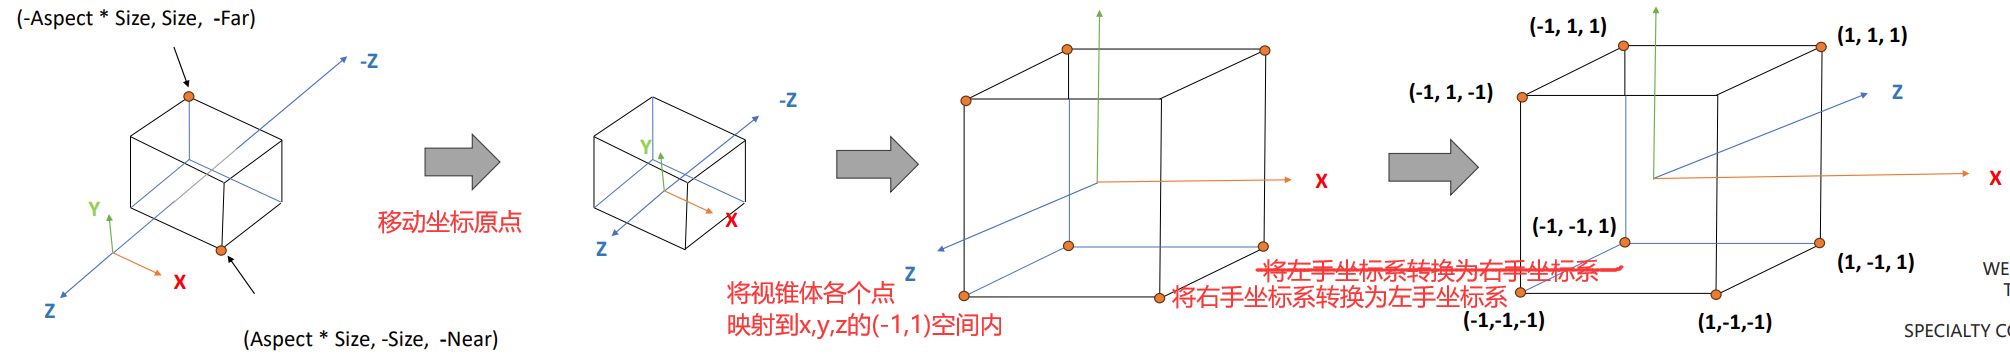 (-Aspect * Size, Size, -Far)
-Z
Y
X
Z
(Aspect * Size, -Size, -Near)
移动坐标原点
-Z
Y
X
Z
将视锥体各个点
映射到x,y,z的(-1,1)空间内
X
Z
将左手坐标系转换为右手坐标系
将右手坐标系转换为左手坐标系
(-1, 1, 1)
(1, 1, 1)
(-1, 1, -1)
Z
X
(-1, -1, 1)
(1, -1, 1)
(-1,-1,-1)
(1,-1,-1)
WE
T
SPECIALTY CO